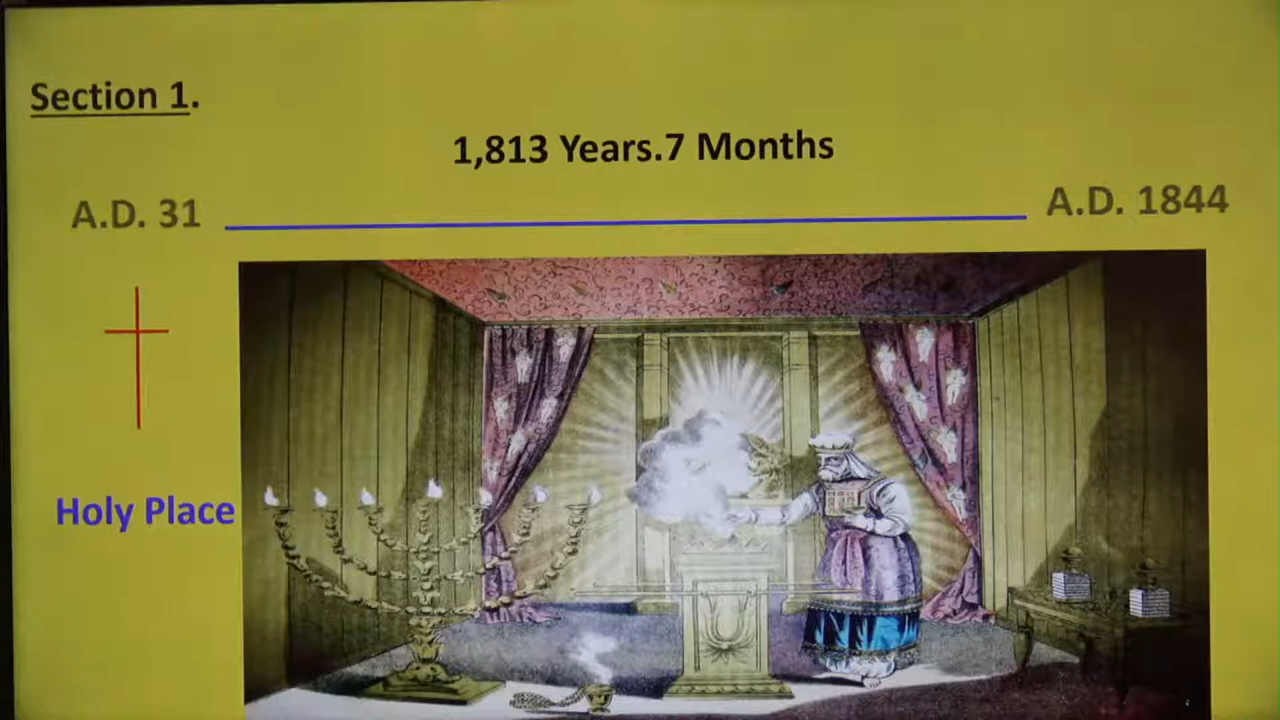 Section 1.
1,813 Years.7 Months
A.D. 31
A.D. 1844
Holy Place